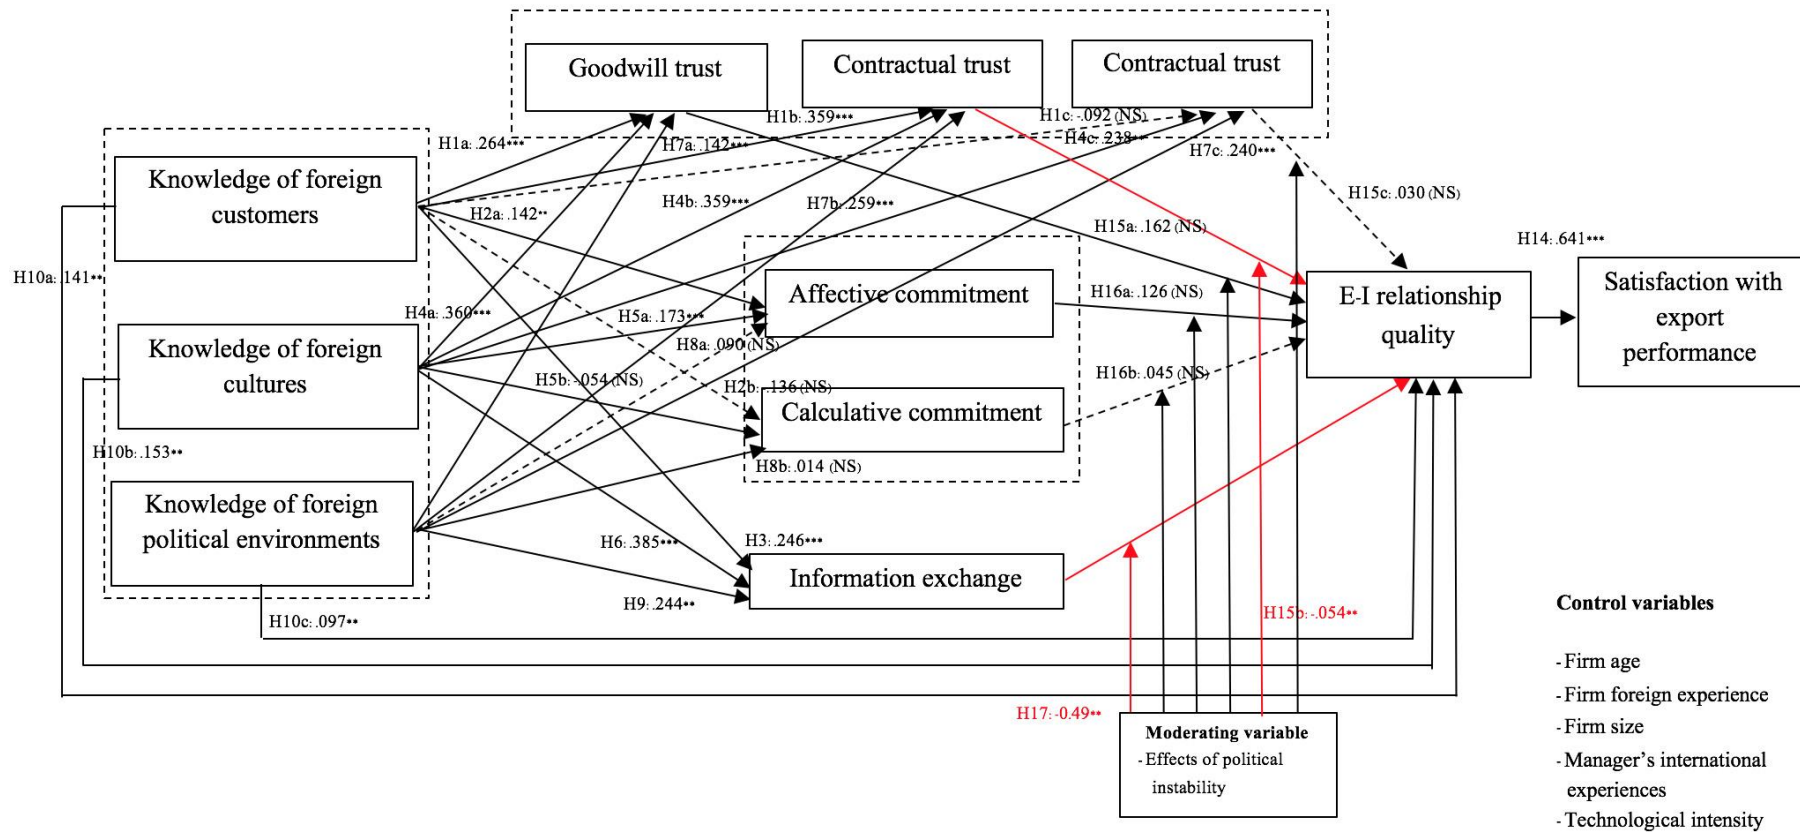 Goodwill trust
Contractual trust
Contractual trust
H1b: .359***
H1c: -.092 (NS)
H1a: .264***
H7a: .142***
H4c: .238**
H7c: .240***
Knowledge of foreign
customers
H2a: .142**
H4b: .359***
H7b: .259***
H15c: .030 (NS)
H15a: .162 (NS)
H14: .641***
H10a: .141**
Affective commitment
H16a: .126 (NS)
E-I relationship
quality
Satisfaction with
export
performance
H4a: .360***
H5a: .173***
H8a: .090 (NS)
Knowledge of foreign
cultures
H5b: -.054 (NS)
H2b: .136 (NS)
H16b: .045 (NS)
Calculative commitment
H10b: .153**
H8b: .014 (NS)
Knowledge of foreign
political environments
H6: .385***
H3: .246***
Information exchange
H9: .244**
H10c: .097**
H15b: -.054**
H17: -0.49**
Moderating variable
- Effects of political
instability
Control variables
- Firm age
- Firm foreign experience
- Firm size
- Manager’s international
experiences
- Technological intensity